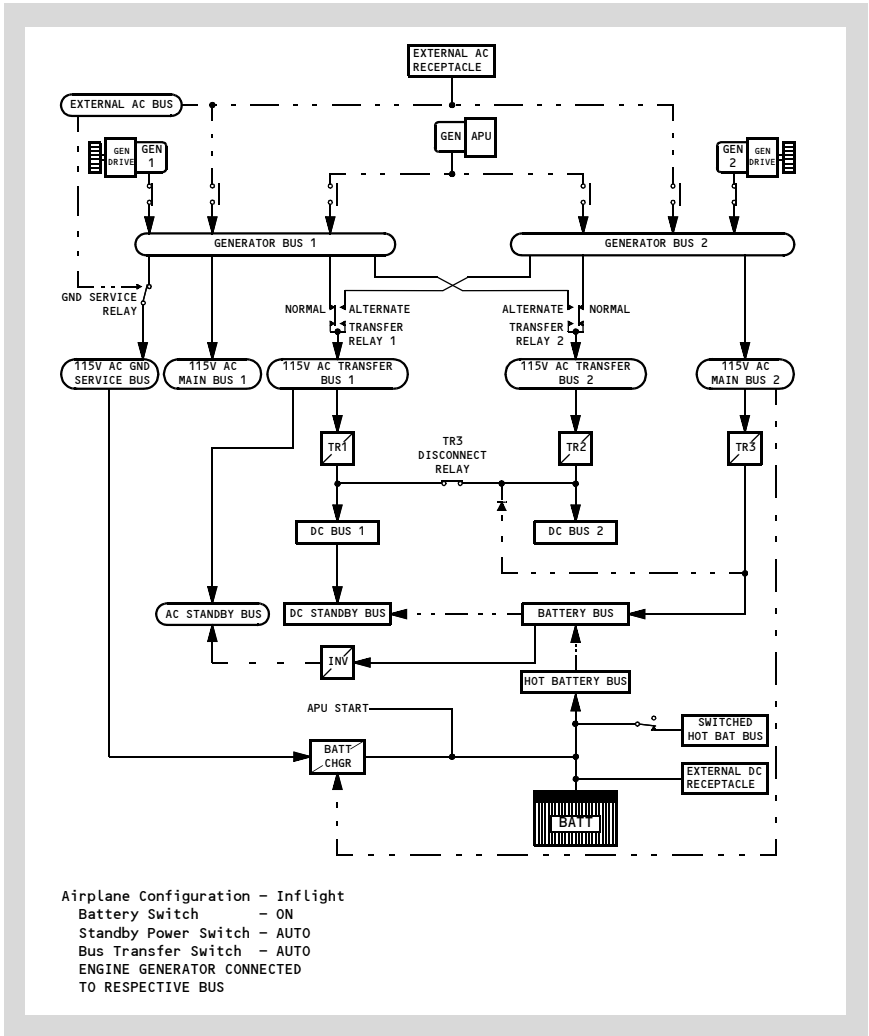 EXTERNAL AC
RECEPTACLE
EXTERNAL AC BUS
GEN
DRIVE
GEN
1
GEN
APU
GEN
2
GEN
DRIVE
GENERATOR BUS 1
GENERATOR BUS 2
GND SERVICE
RELAY
NORMAL
ALTERNATE
TRANSFER
RELAY 1
ALTERNATE
NORMAL
TRANSFER
RELAY 2
115V AC GND
SERVICE BUS
115V AC
MAIN BUS 1
115V AC TRANSFER
BUS 1
115V AC TRANSFER
BUS 2
115V AC
MAIN BUS 2
TR1
TR3
DISCONNECT
RELAY
TR2
TR3
DC BUS 1
DC BUS 2
AC STANDBY BUS
DC STANDBY BUS
BATTERY BUS
INV
HOT BATTERY BUS
APU START
SWITCHED
HOT BAT BUS
BATT
CHGR
EXTERNAL DC
RECEPTACLE
BATT
Airplane Configuration – Inflight
Battery Switch – ON
Standby Power Switch – AUTO
Bus Transfer Switch – AUTO
ENGINE GENERATOR CONNECTED
TO RESPECTIVE BUS